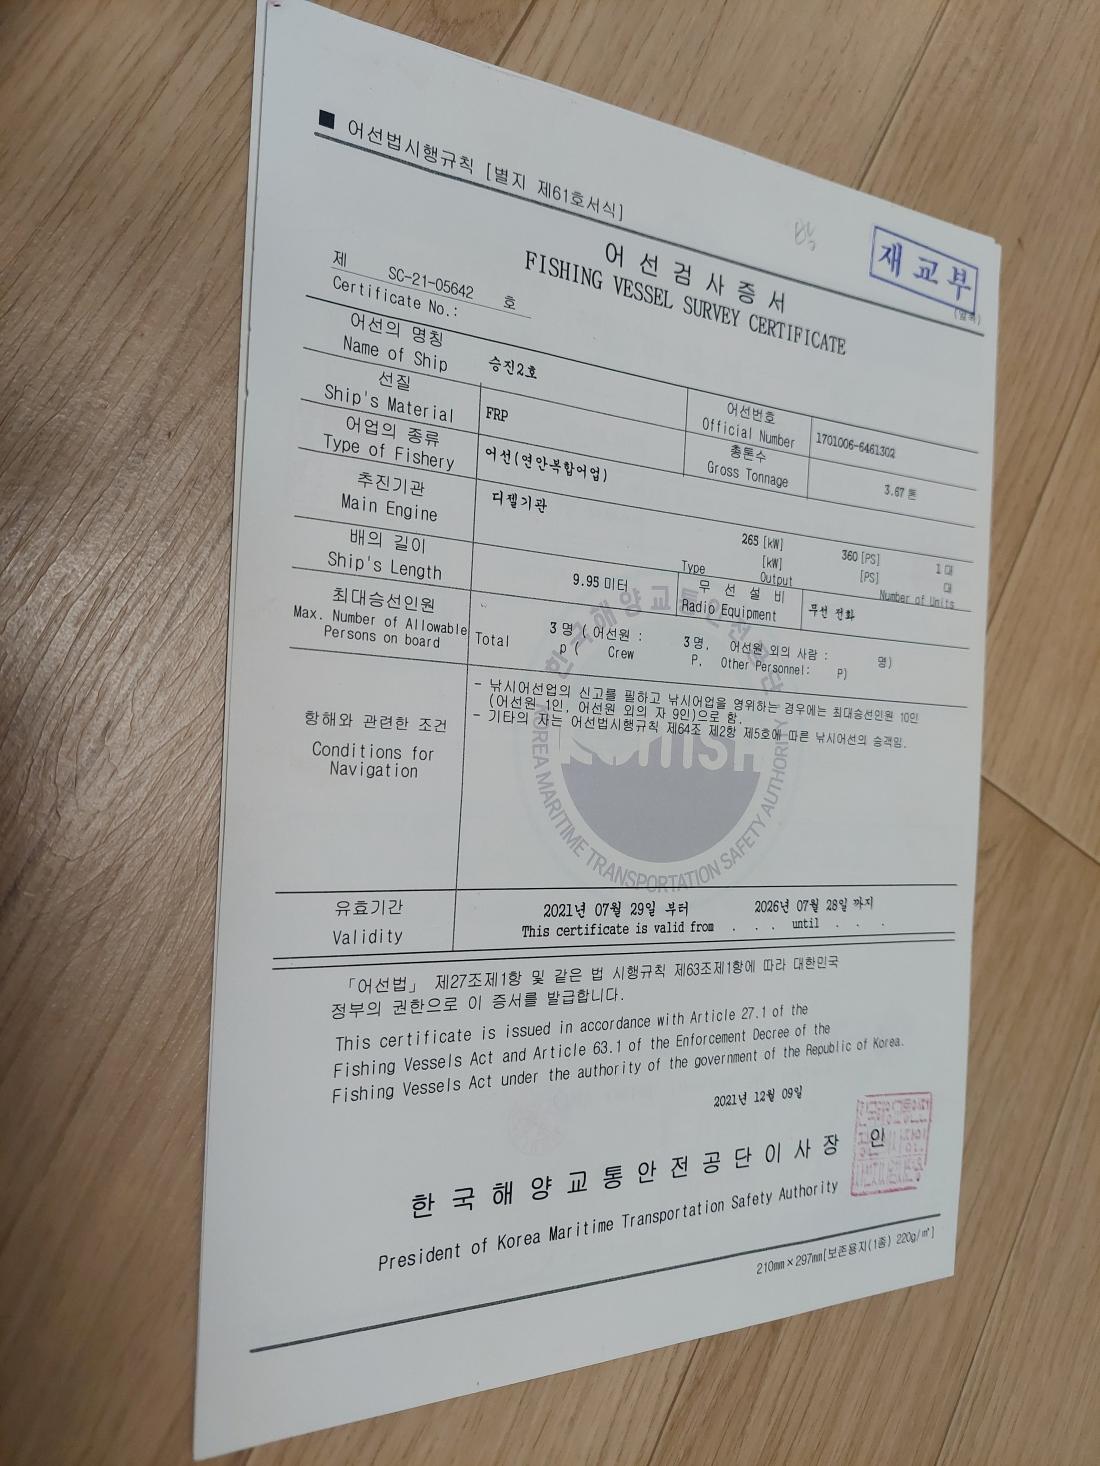 ■ 어선법시행규칙 [별지 제61호서식]
재교부
어선검사증서
FISHING VESSEL SURVEY CERTIFICATE
제 SC-21-05642 호
Certificate No.:
어선의 명칭
Name of Ship
승진2호
어선번호
Official Number
1701006-6461302
선질
Ship's Material
FRP
총톤수
Gross Tonnage
3.67 톤
어업의 종류
Type of Fishery
어선(연안복합어업)
추진기관
Main Engine
디젤기관
265 [kW] 360 [PS] 1 대
[kW] [PS] 대
Type Output Number of Units
배의 길이
Ship's Length
9.95 미터
무 선 설 비
Radio Equipment
무선 전화
최대승선인원
Max. Number of Allowable
Persons on board
Total 3 명 ( 어선원 : 3 명, 어선원 외의 사람 : 명)
p ( Crew P, Other Personnel: P)
항해와 관련한 조건
Conditions for
Navigation
- 낚시어선업의 신고를 필하고 낚시어업을 영위하는 경우에는 최대승선인원 10인
(어선원 1인, 어선원 외의 자 9인)으로 함.
- 기타의 자는 어선법시행규칙 제64조 제2항 제5호에 따른 낚시어선의 승객임.
한국해양교통안전공단
KOREA MARITIME TRANSPORTATION SAFETY AUTHORITY
유효기간
Validity
2021년 07월 29일 부터 2026년 07월 28일 까지
This certificate is valid from . . . until . . .
「어선법」 제27조제1항 및 같은 법 시행규칙 제63조제1항에 따라 대한민국
정부의 권한으로 이 증서를 발급합니다.
This certificate is issued in accordance with Article 27.1 of the
Fishing Vessels Act and Article 63.1 of the Enforcement Decree of the
Fishing Vessels Act under the authority of the government of the Republic of Korea.
2021년 12월 09일
한국해양교통안전공단이사장 인
President of Korea Maritime Transportation Safety Authority
210㎜×297㎜[보존용지(1종) 220g/㎡]